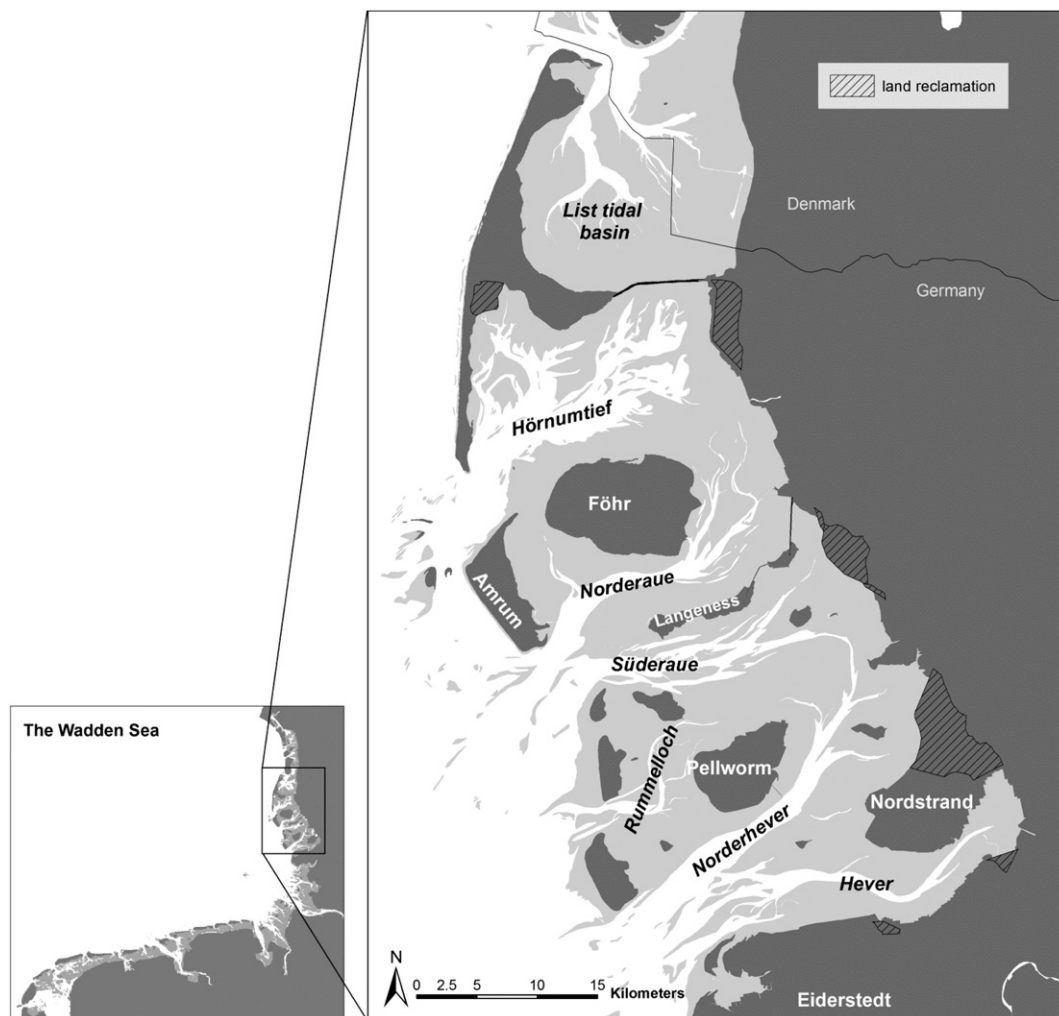 land reclamation
Denmark
List tidal
basin
Germany
Hörnumtief
Föhr
Amrum
Norderaue
Langeness
Süderaue
The Wadden Sea
Rummelloch
Pellworm
Nordstrand
Norderhever
Hever
N
0 2.5 5 10 15
Kilometers
Eiderstedt